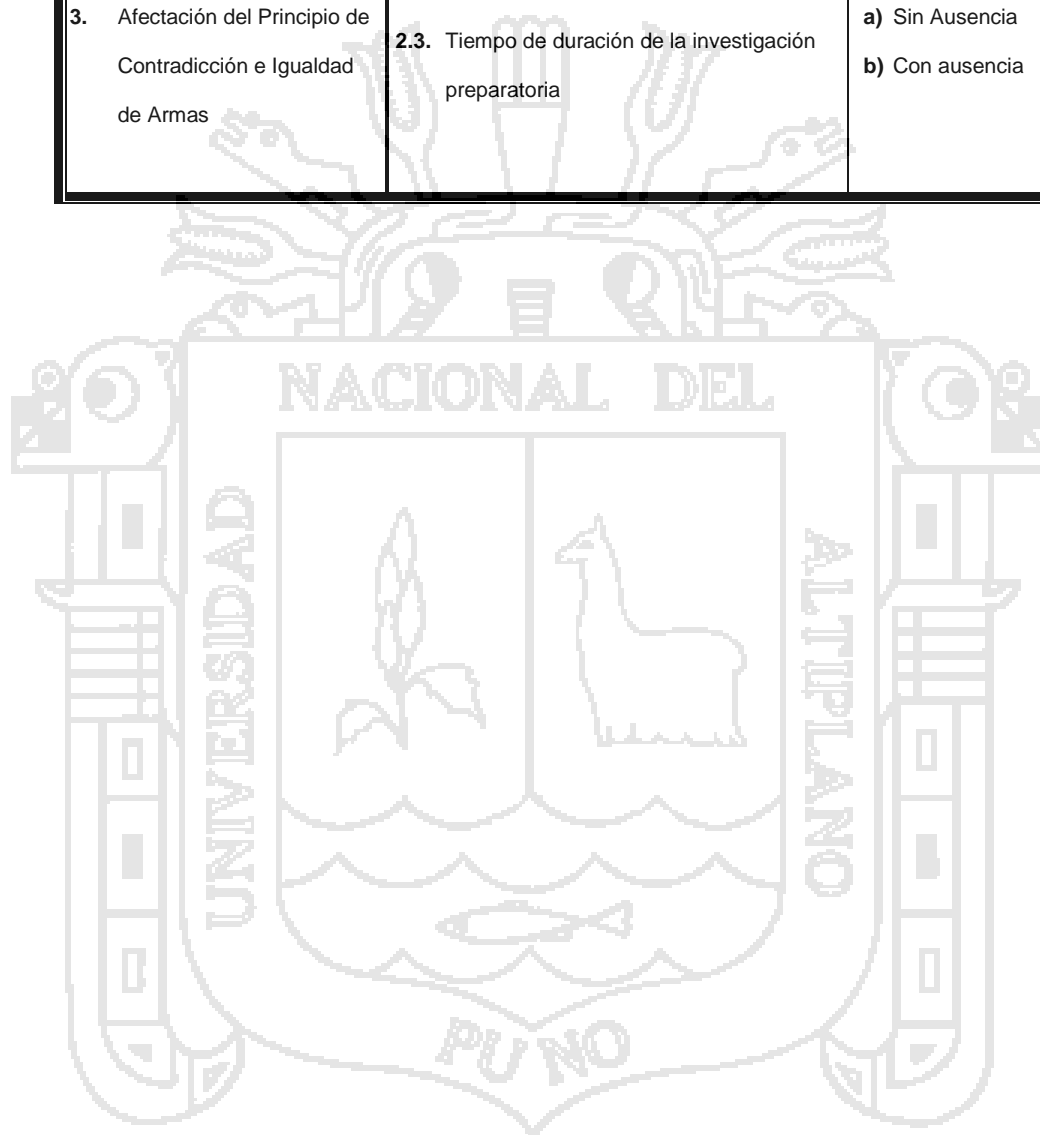 3. Afectación del Principio de
Contradicción e Igualdad
de Armas
2.3. Tiempo de duración de la investigación
preparatoria
a) Sin Ausencia
b) Con ausencia
NACIONAL DEL
UNIVERSIDAD
ALTIPLANO
PUNO